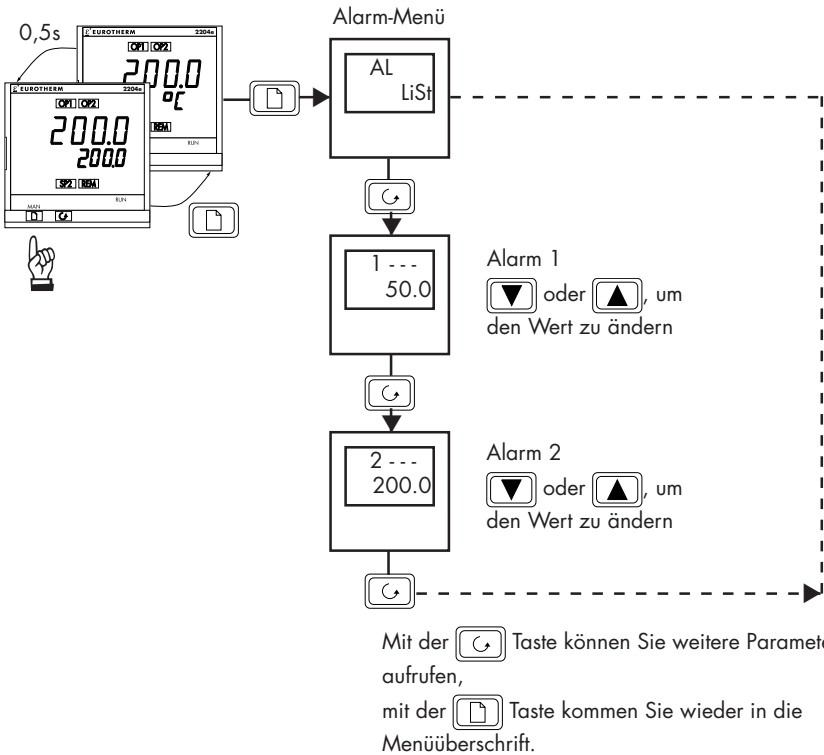 Alarm-Menü
0,5s
EUROTHERM 2204e
OP1 OP2
200.0
°C
REM
RUN
EUROTHERM 2204e
OP1 OP2
200.0
200.0
SP2 REM
MAN RUN
AL
LiSt
1 - - -
50.0
Alarm 1
oder , um
den Wert zu ändern
2 - - -
200.0
Alarm 2
oder , um
den Wert zu ändern
Mit der Taste können Sie weitere Paramete
aufrufen,
mit der Taste kommen Sie wieder in die
Menüüberschrift.